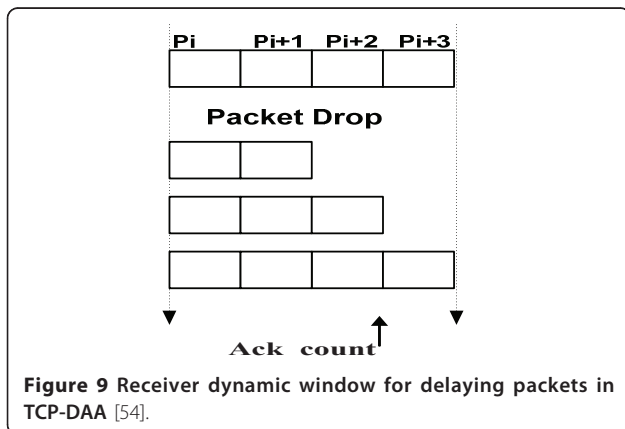 Pi Pi+1 Pi+2 Pi+3
Packet Drop
Ack count
Figure 9 Receiver dynamic window for delaying packets in
TCP-DAA [54].